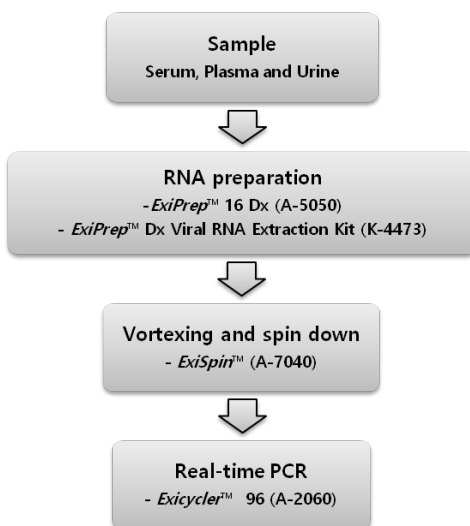 Sample
Serum, Plasma and Urine
RNA preparation
-ExiPrep™ 16 Dx (A-5050)
- ExiPrep™ Dx Viral RNA Extraction Kit (K-4473)
Vortexing and spin down
- ExiSpin™ (A-7040)
Real-time PCR
- Exicycler™ 96 (A-2060)